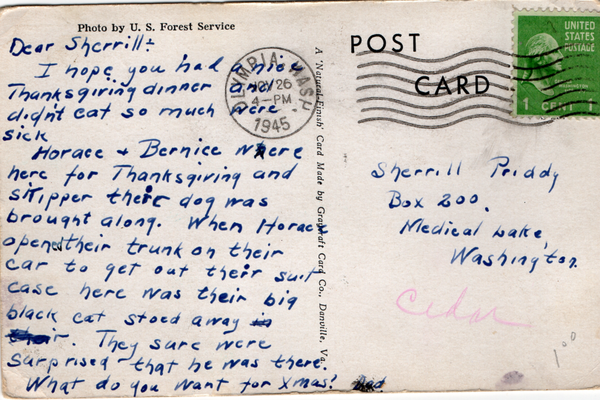 Photo by U. S. Forest Service
Dear Sherrill:-
I hope you had a nice
Thanksgiving dinner and
didn't eat so much were
sick
Horace + Bernice where
here for Thanksgiving and
skipper their dog was
brought along. When Horace
opened their trunk on their
car to get out their suit
case here was their big
black cat stoed away in
their. They sure were
surprised that he was there.
What do you want for Xmas? Dad
OLYMPIA, WASH.
NOV 26
4-PM
1945
A 'Natural-Finish' Card Made by Graycraft Card Co., Danville, Va.
POST
CARD
UNITED
STATES
POSTAGE
WASHINGTON
1 CENT 1
Sherrill Priddy
Box 200.
Medical Lake
Washington.
Cedar
1.00